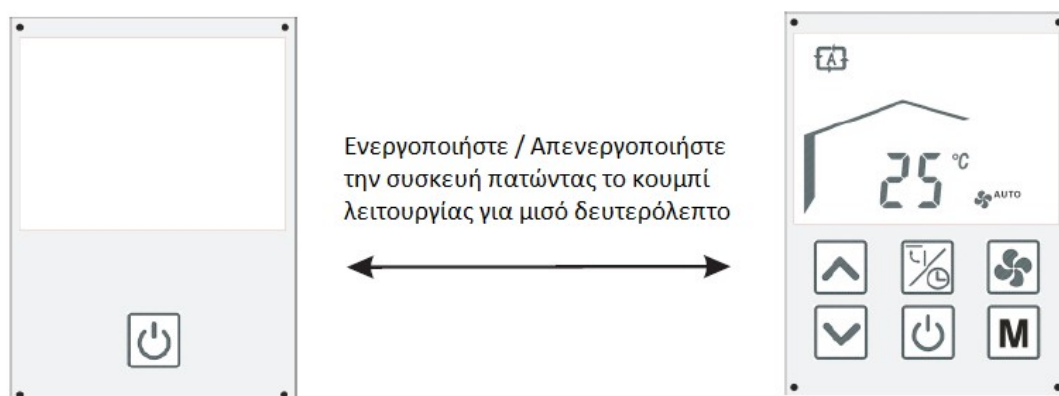 A
Ενεργοποιήστε / Απενεργοποιήστε
την συσκευή πατώντας το κουμπί
λειτουργίας για μισό δευτερόλεπτο
25 °C
AUTO
M